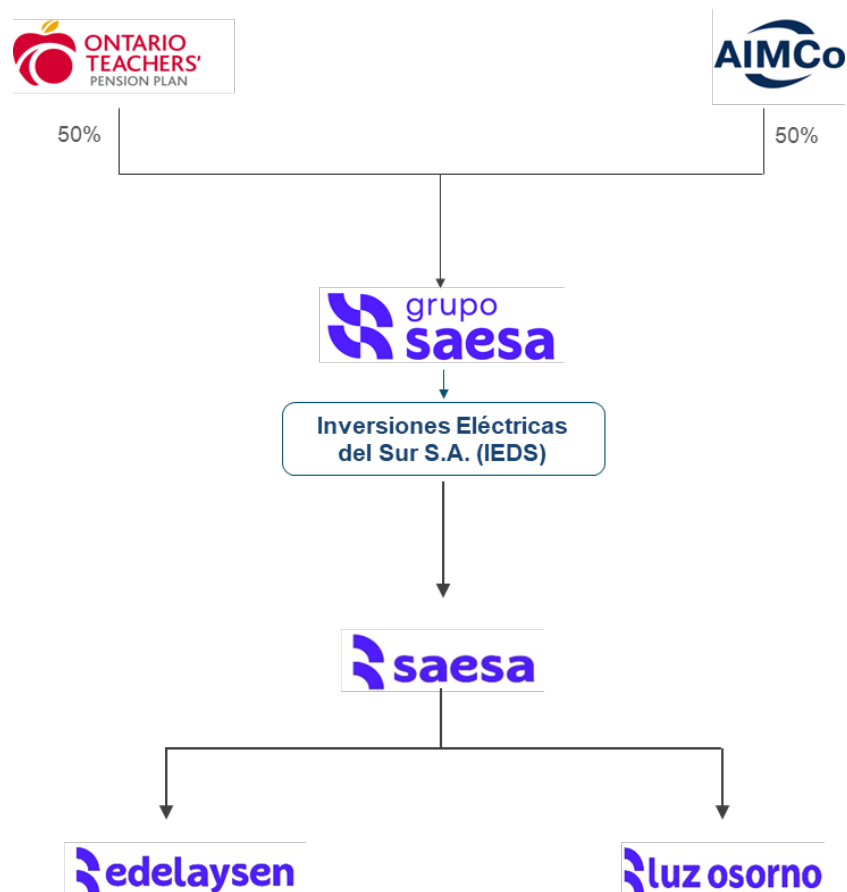 ONTARIO
TEACHERS'
PENSION PLAN
AIMCo
50%
50%
grupo
saesa
Inversiones Eléctricas
del Sur S.A. (IEDS)
saesa
edelaysen
luz osorno